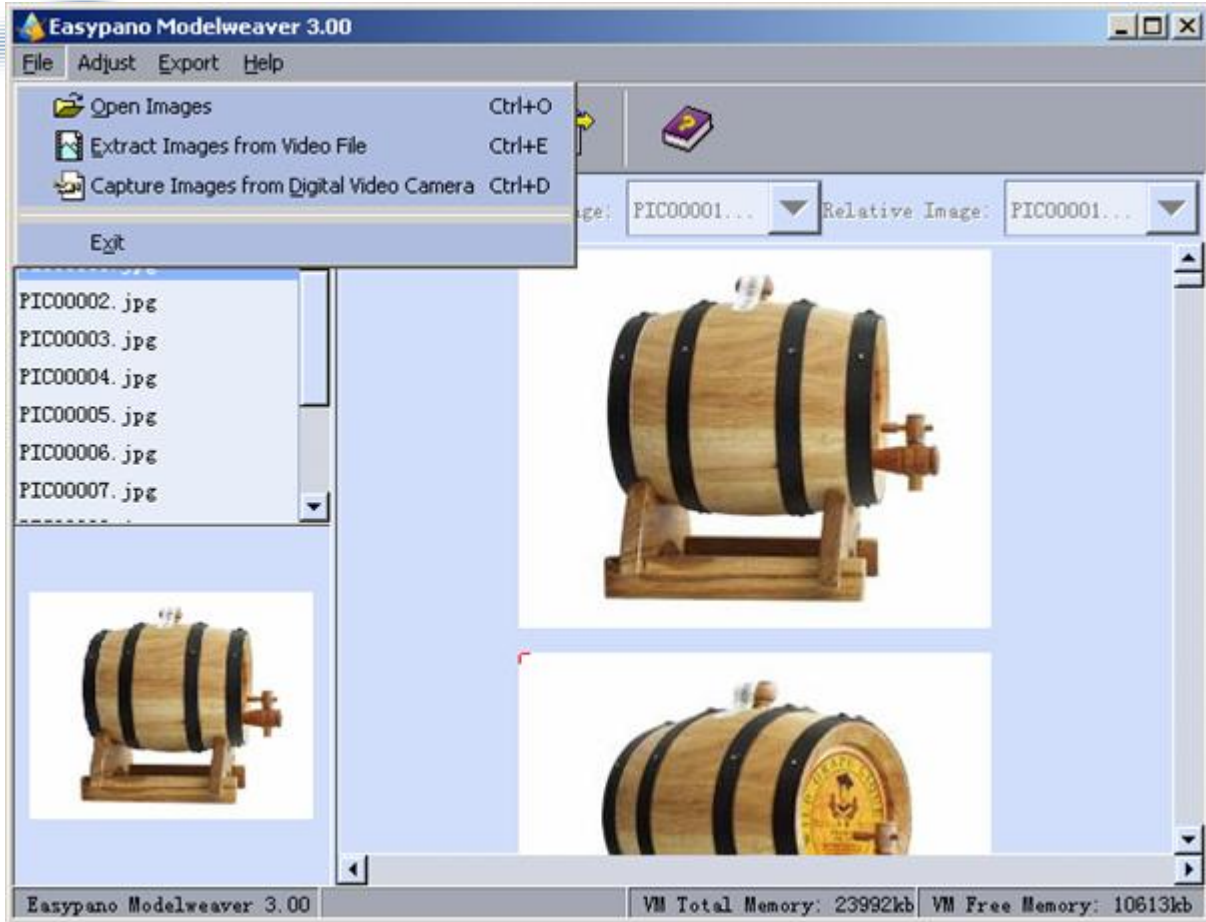 Easypano Modelweaver 3.00
File Adjust Export Help
Open Images Ctrl+O
Extract Images from Video File Ctrl+E
Capture Images from Digital Video Camera Ctrl+D
Exit
PIC00001... Relative Image: PIC00001...
PIC00002.jpg
PIC00003.jpg
PIC00004.jpg
PIC00005.jpg
PIC00006.jpg
PIC00007.jpg
GRAPE
Easypano Modelweaver 3.00 VM Total Memory: 23992kb VM Free Memory: 10613kb